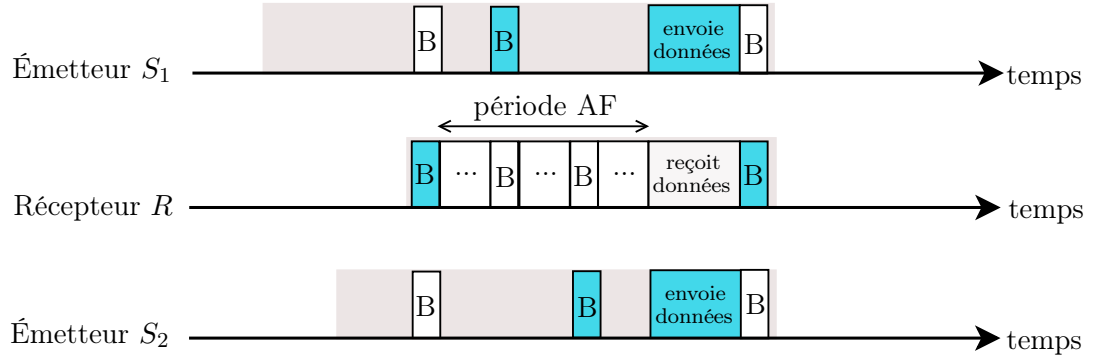 B B envoie B
données
Émetteur S₁ temps
période AF
B ... B ... B ... reçoit B
données
Récepteur R temps
B B envoie B
données
Émetteur S₂ temps